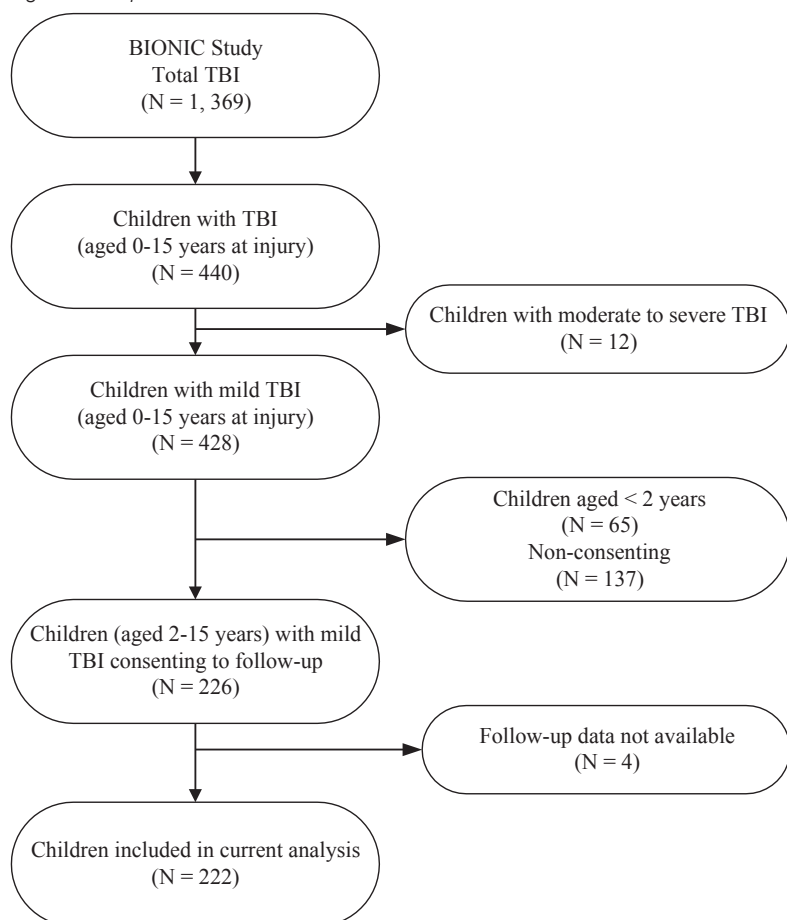 BIONIC Study
Total TBI
(N = 1, 369)
Children with TBI
(aged 0-15 years at injury)
(N = 440)
Children with moderate to severe TBI
(N = 12)
Children with mild TBI
(aged 0-15 years at injury)
(N = 428)
Children aged < 2 years
(N = 65)
Non-consenting
(N = 137)
Children (aged 2-15 years) with mild
TBI consenting to follow-up
(N = 226)
Follow-up data not available
(N = 4)
Children included in current analysis
(N = 222)